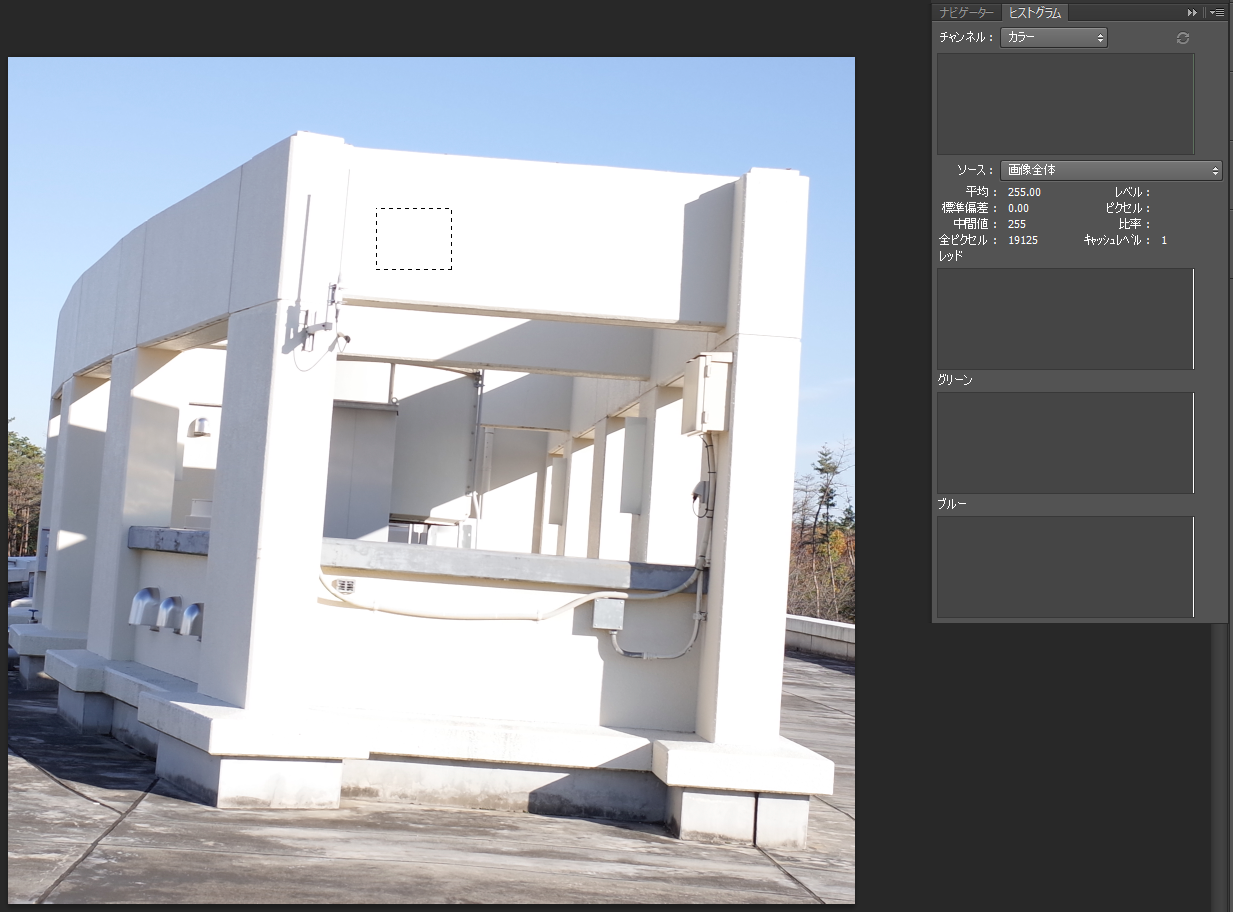 ナビゲーター ヒストグラム
チャンネル： カラー
ソース： 画像全体
平均： 255.00 レベル：
標準偏差： 0.00 ピクセル：
中間値： 255 比率：
全ピクセル： 19125 キャッシュレベル： 1
レッド
グリーン
ブルー